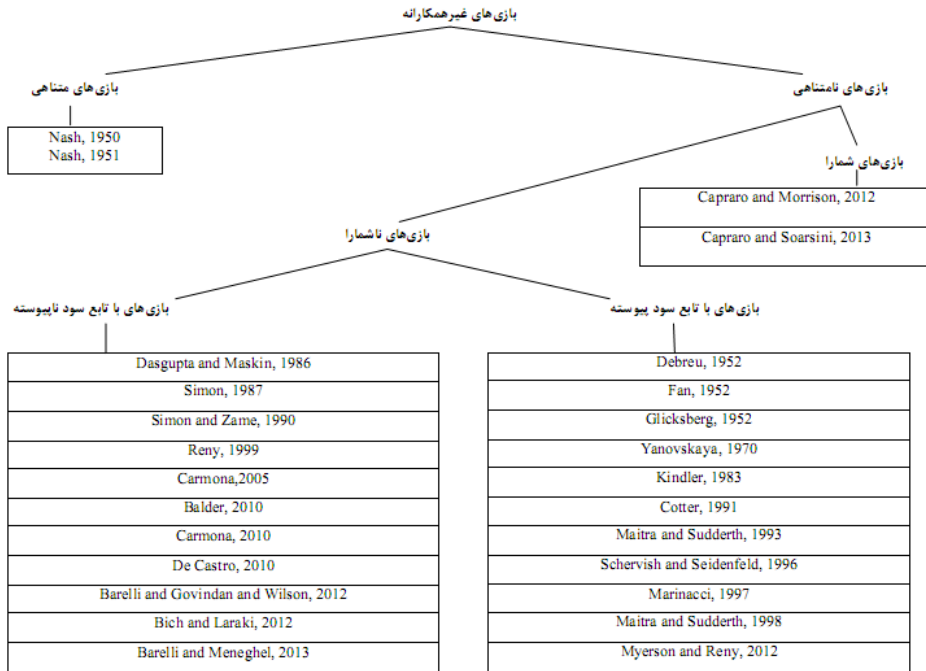 بازی‌های غیرهمکارانه
بازی‌های نامتناهی
بازی‌های متناهی
Nash, 1950
Nash, 1951
بازی‌های شمارا
Capraro and Morrison, 2012
Capraro and Soarsini, 2013
بازی‌های ناشمارا
بازی‌های با تابع سود پیوسته
بازی‌های با تابع سود ناپیوسته
Debreu, 1952
Fan, 1952
Glicksberg, 1952
Yanovskaya, 1970
Kindler, 1983
Cotter, 1991
Maitra and Sudderth, 1993
Schervish and Seidenfeld, 1996
Marinacci, 1997
Maitra and Sudderth, 1998
Myerson and Reny, 2012
Dasgupta and Maskin, 1986
Simon, 1987
Simon and Zame, 1990
Reny, 1999
Carmona,2005
Balder, 2010
Carmona, 2010
De Castro, 2010
Barelli and Govindan and Wilson, 2012
Bich and Laraki, 2012
Barelli and Meneghel, 2013